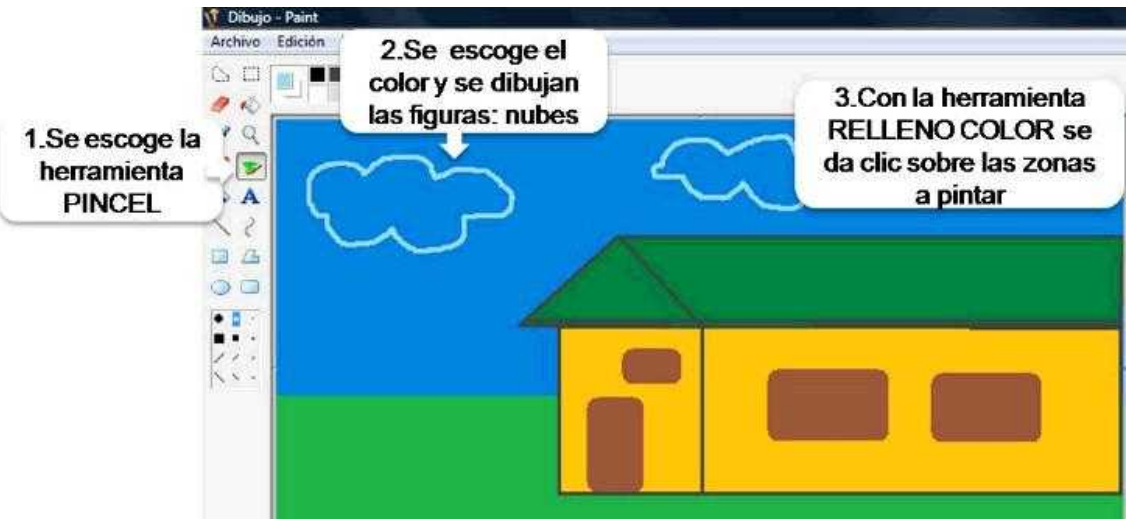 Dibujo - Paint
Archivo Edición
2.Se escoge el
color y se dibujan
las figuras: nubes
3.Con la herramienta
RELLENO COLOR se
da clic sobre las zonas
a pintar
1.Se escoge la
herramienta
PINCEL
A